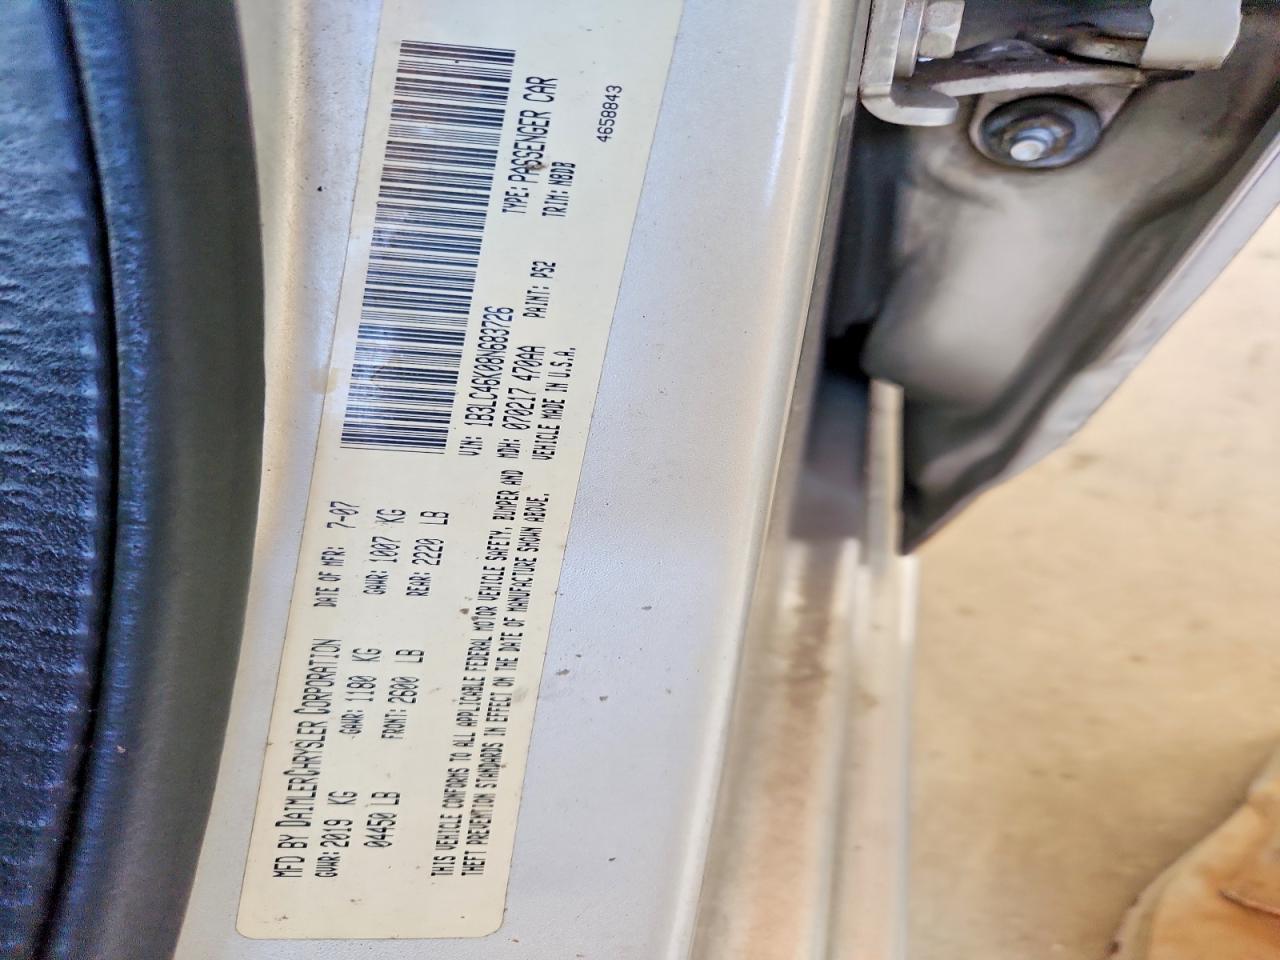 MFD BY DAIMLERCHRYSLER CORPORATION DATE OF MFR: 7-07
GVWR: 2019 KG GAWR: 1180 KG GAWR: 1007 KG
04450 LB FRONT: 2600 LB REAR: 2220 LB
THIS VEHICLE CONFORMS TO ALL APPLICABLE FEDERAL MOTOR VEHICLE SAFETY, BUMPER AND
THEFT PREVENTION STANDARDS IN EFFECT ON THE DATE OF MANUFACTURE SHOWN ABOVE.
VIN: 1B3LC46K08N683726 TYPE: PASSENGER CAR
MDH: 070217 470AA PAINT: PS2 TRIM: M8DB
VEHICLE MADE IN U.S.A.
4658843